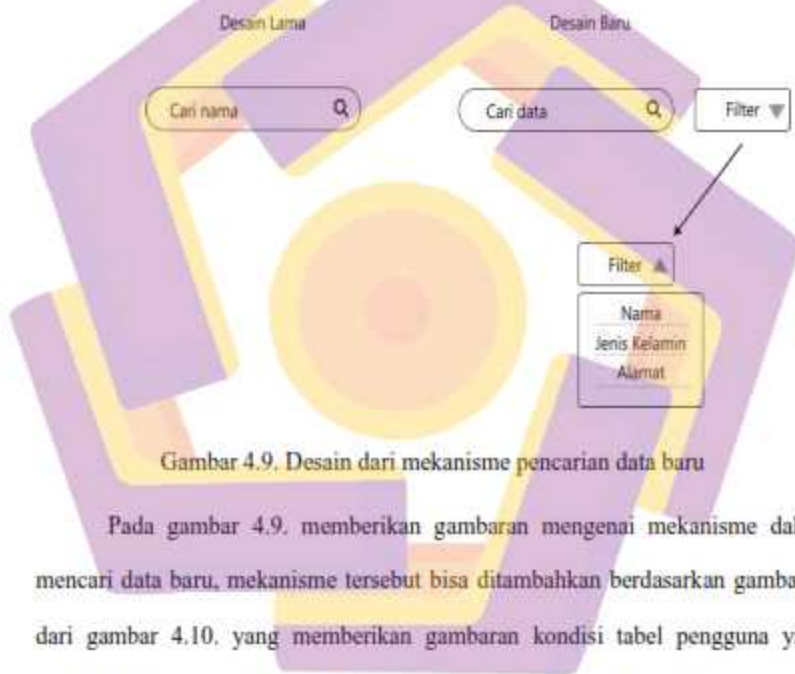 Desain Lama Desain Baru
Cari nama Cari data Filter
Filter
Nama
Jenis Kelamin
Alamat
Gambar 4.9. Desain dari mekanisme pencarian data baru
Pada gambar 4.9. memberikan gambaran mengenai mekanisme dal
mencari data baru, mekanisme tersebut bisa ditambahkan berdasarkan gamba
dari gambar 4.10. yang memberikan gambaran kondisi tabel pengguna y